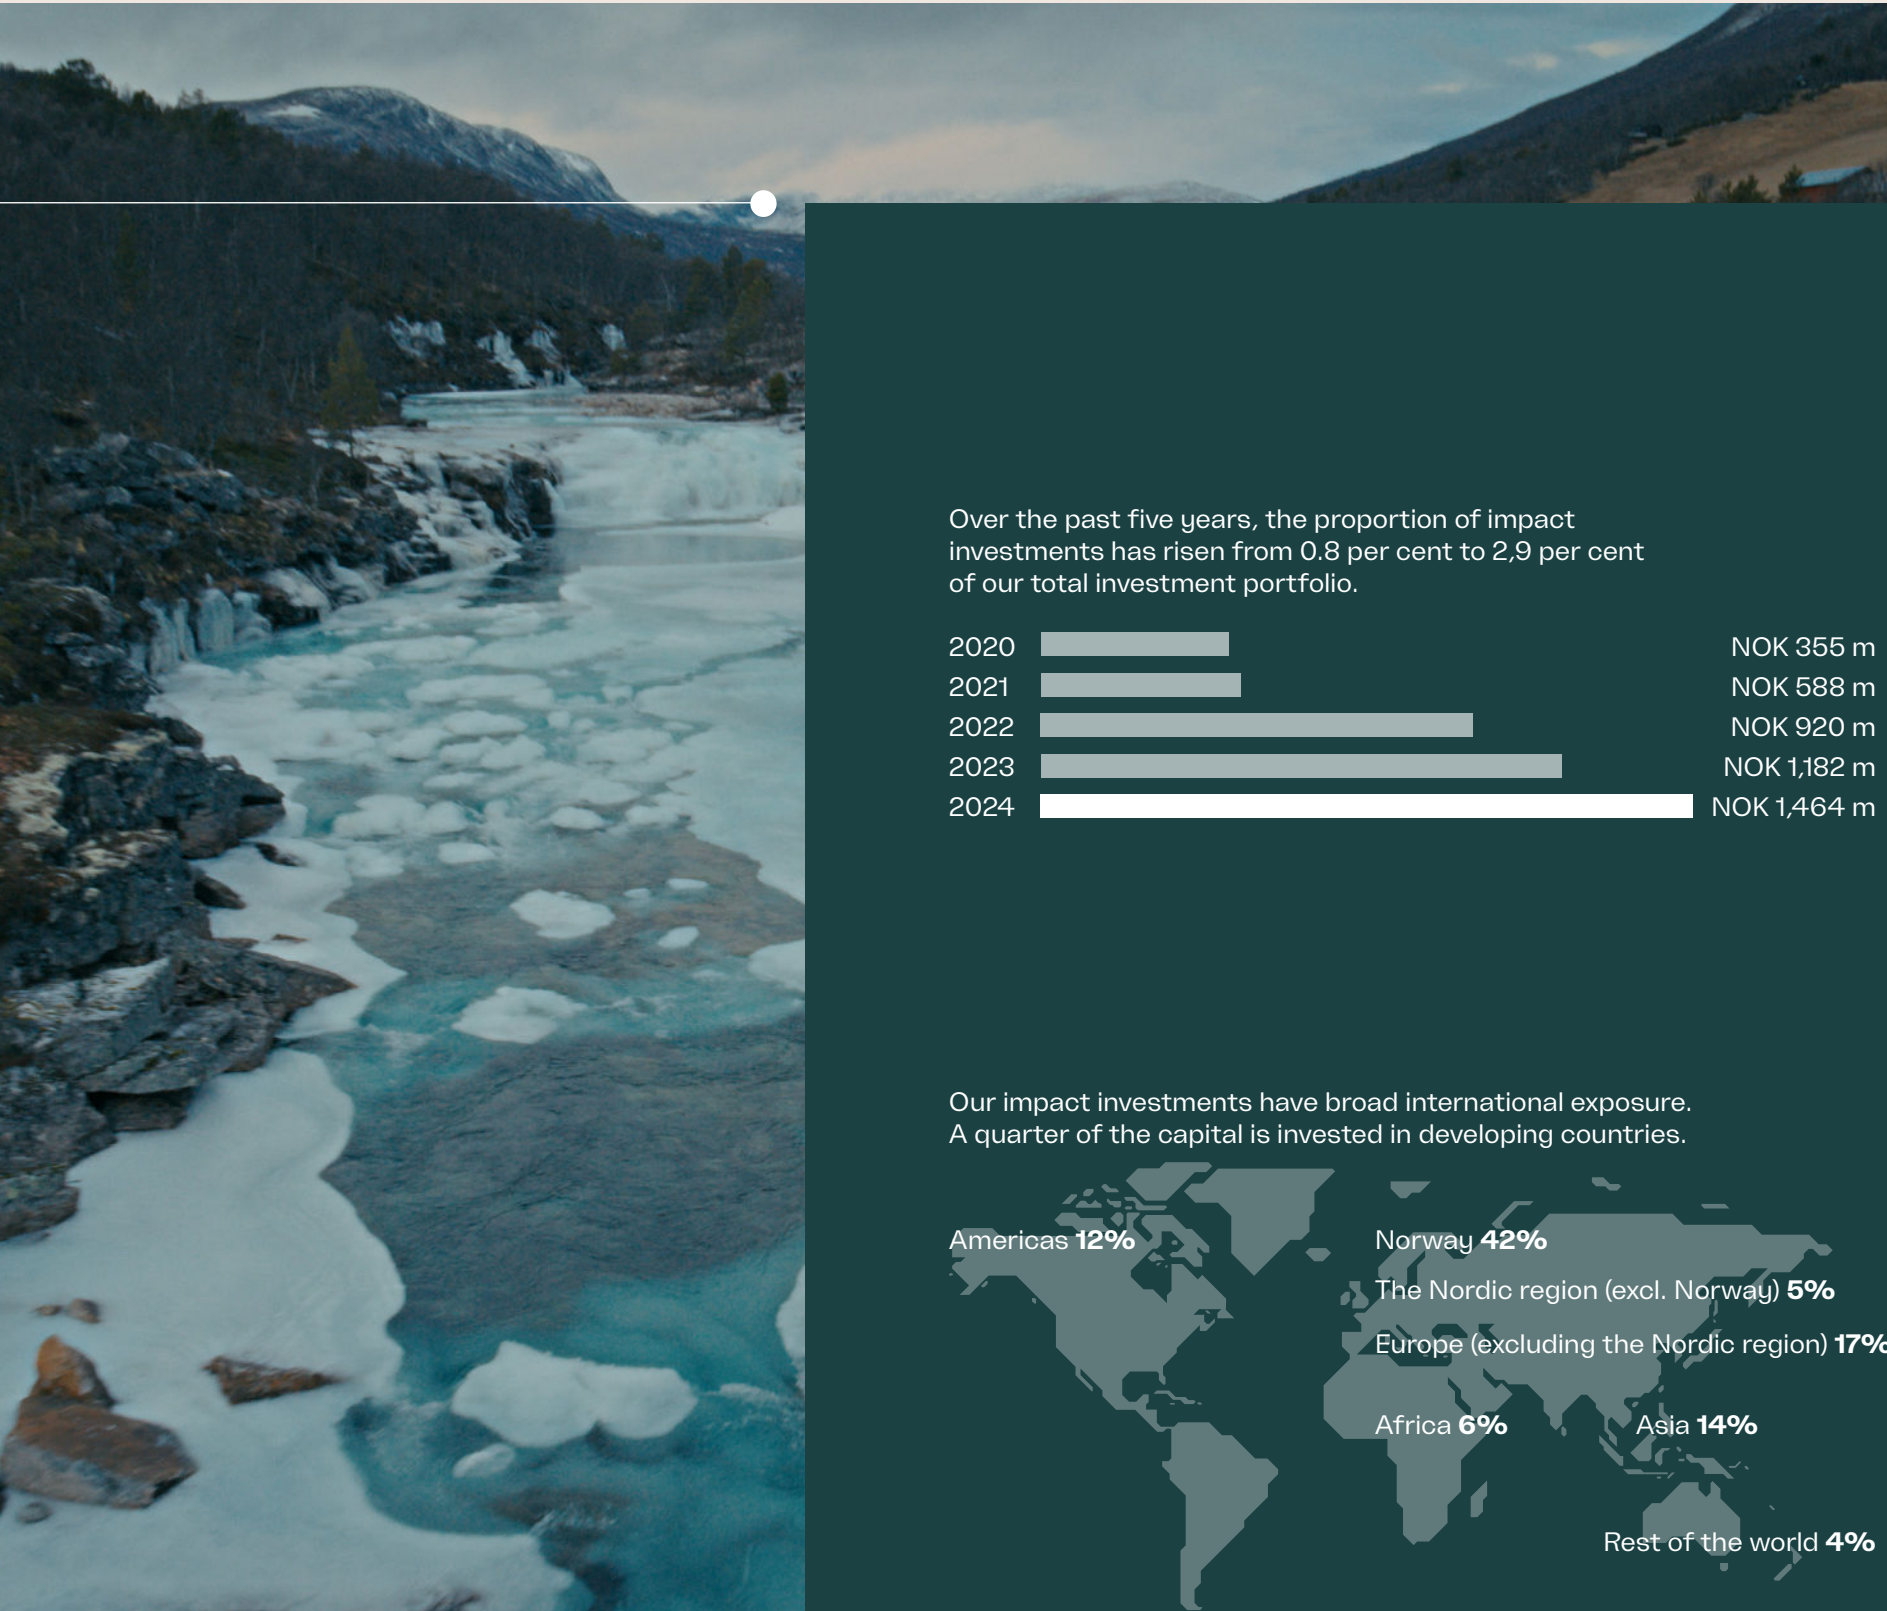 Over the past five years, the proportion of impact
investments has risen from 0.8 per cent to 2,9 per cent
of our total investment portfolio.
2020 NOK 355 m
2021 NOK 588 m
2022 NOK 920 m
2023 NOK 1,182 m
2024 NOK 1,464 m
Our impact investments have broad international exposure.
A quarter of the capital is invested in developing countries.
Americas 12%
Norway 42%
The Nordic region (excl. Norway) 5%
Europe (excluding the Nordic region) 17%
Africa 6%
Asia 14%
Rest of the world 4%